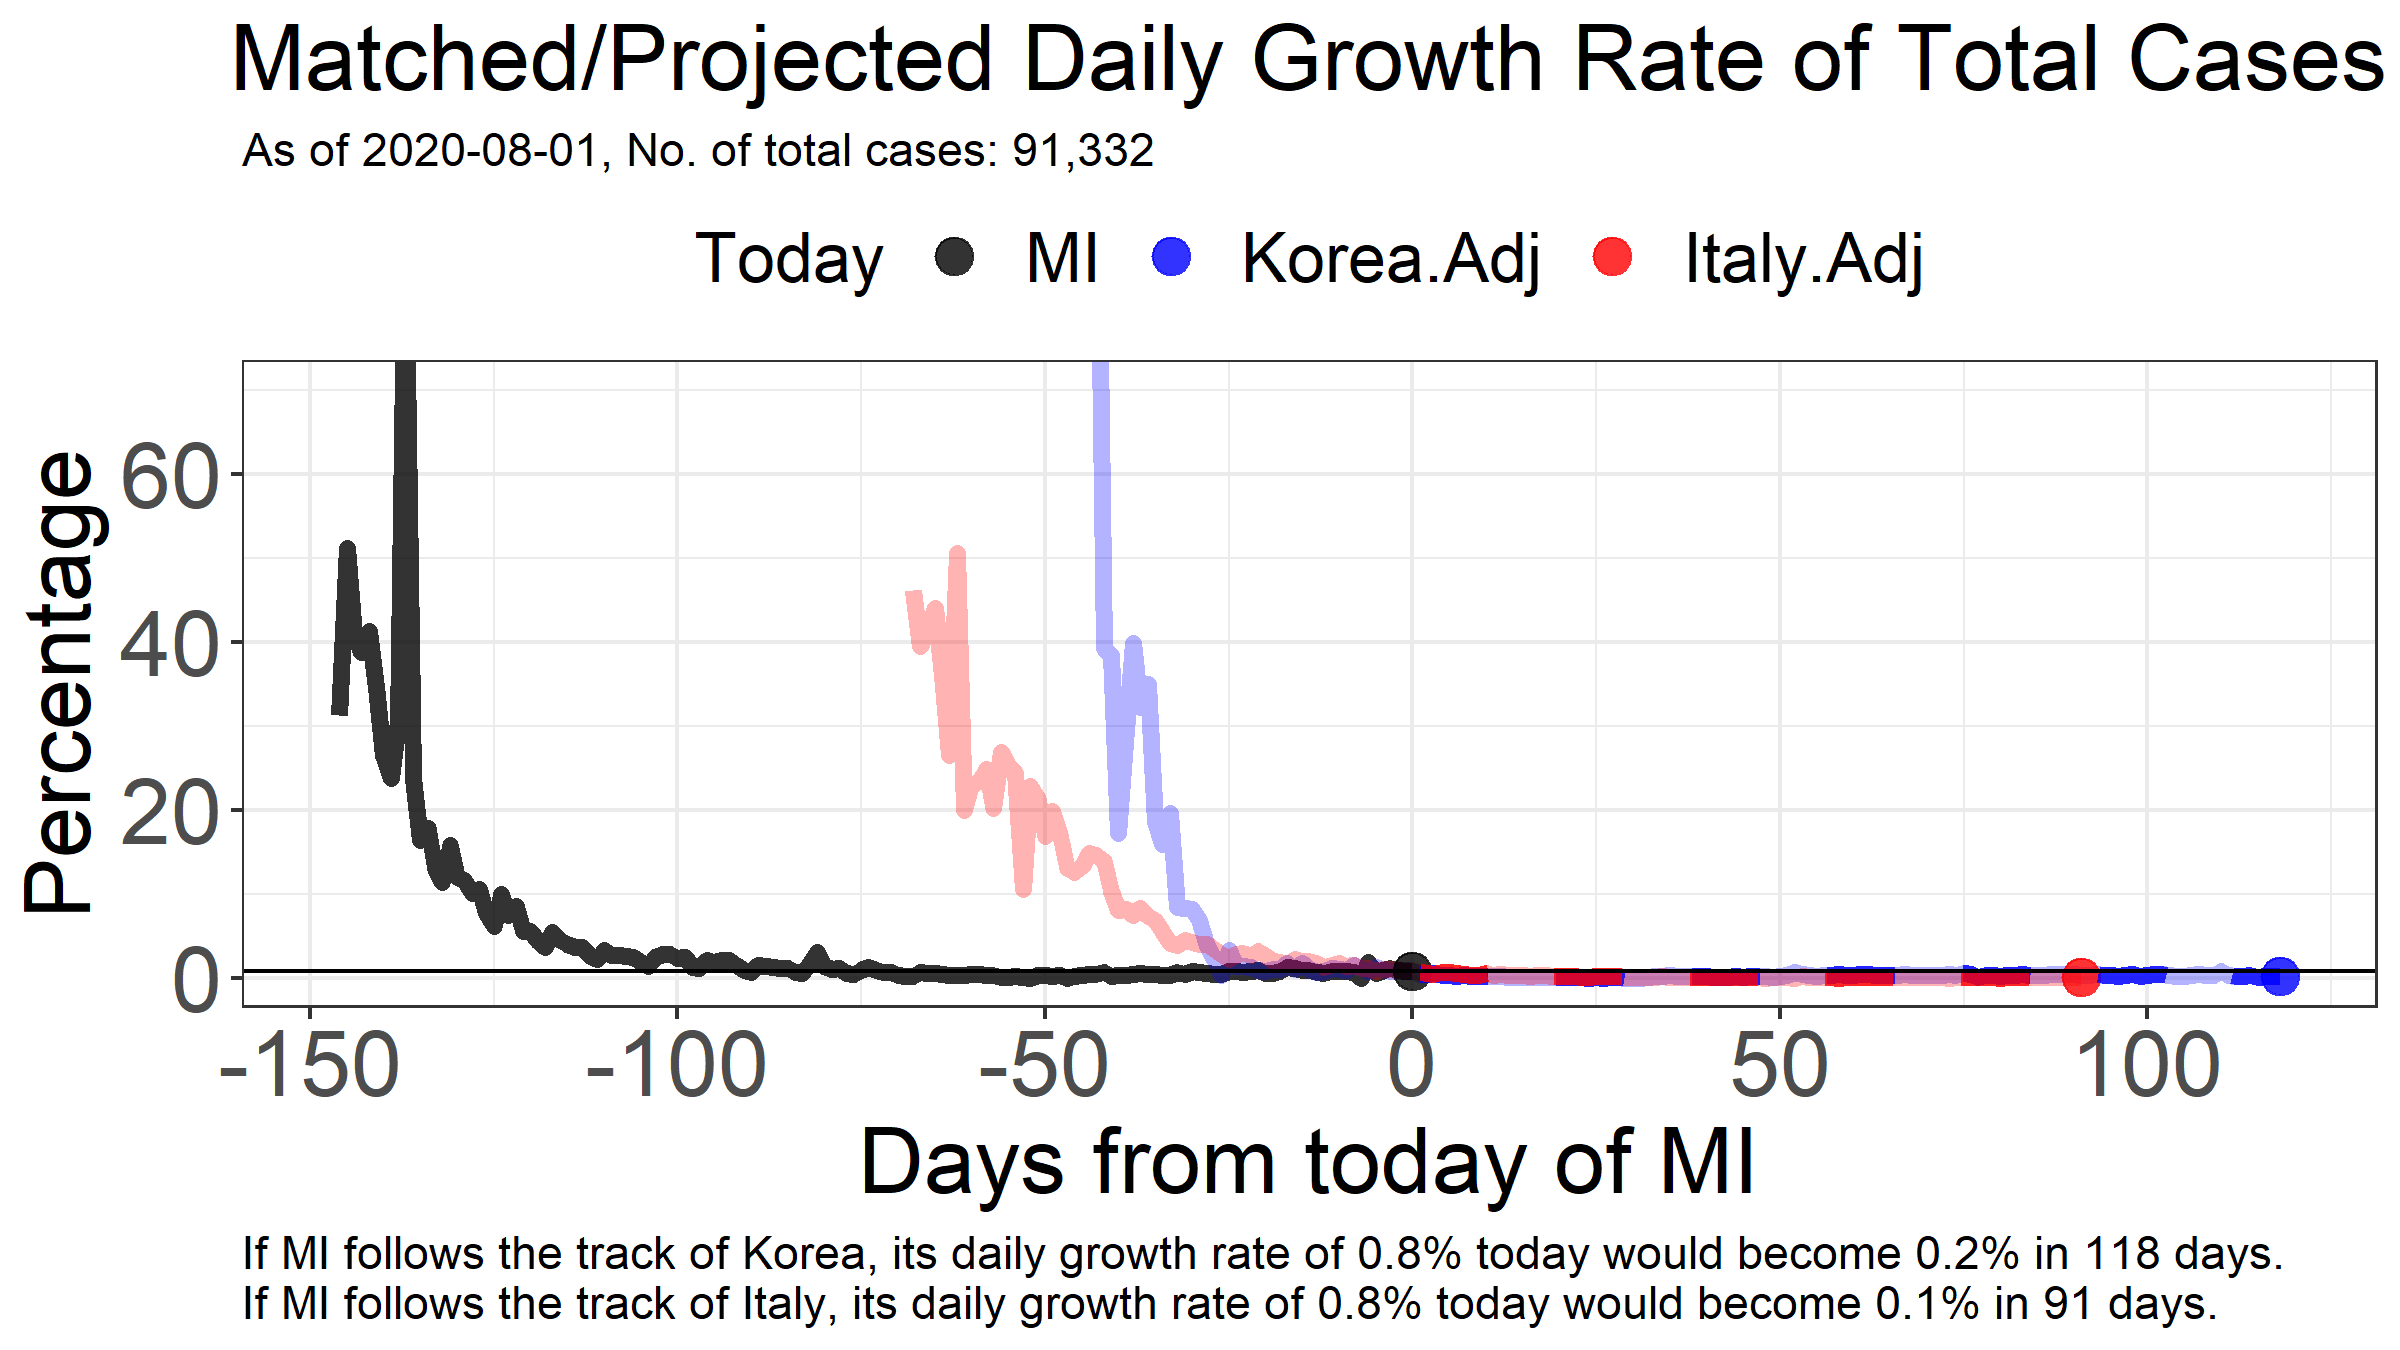 Matched/Projected Daily Growth Rate of Total Cases
As of 2020-08-01, No. of total cases: 91,332
Today MI Korea.Adj Italy.Adj
Percentage
60
40
20
0
-150 -100 -50 0 50 100
Days from today of MI
If MI follows the track of Korea, its daily growth rate of 0.8% today would become 0.2% in 118 days.
If MI follows the track of Italy, its daily growth rate of 0.8% today would become 0.1% in 91 days.